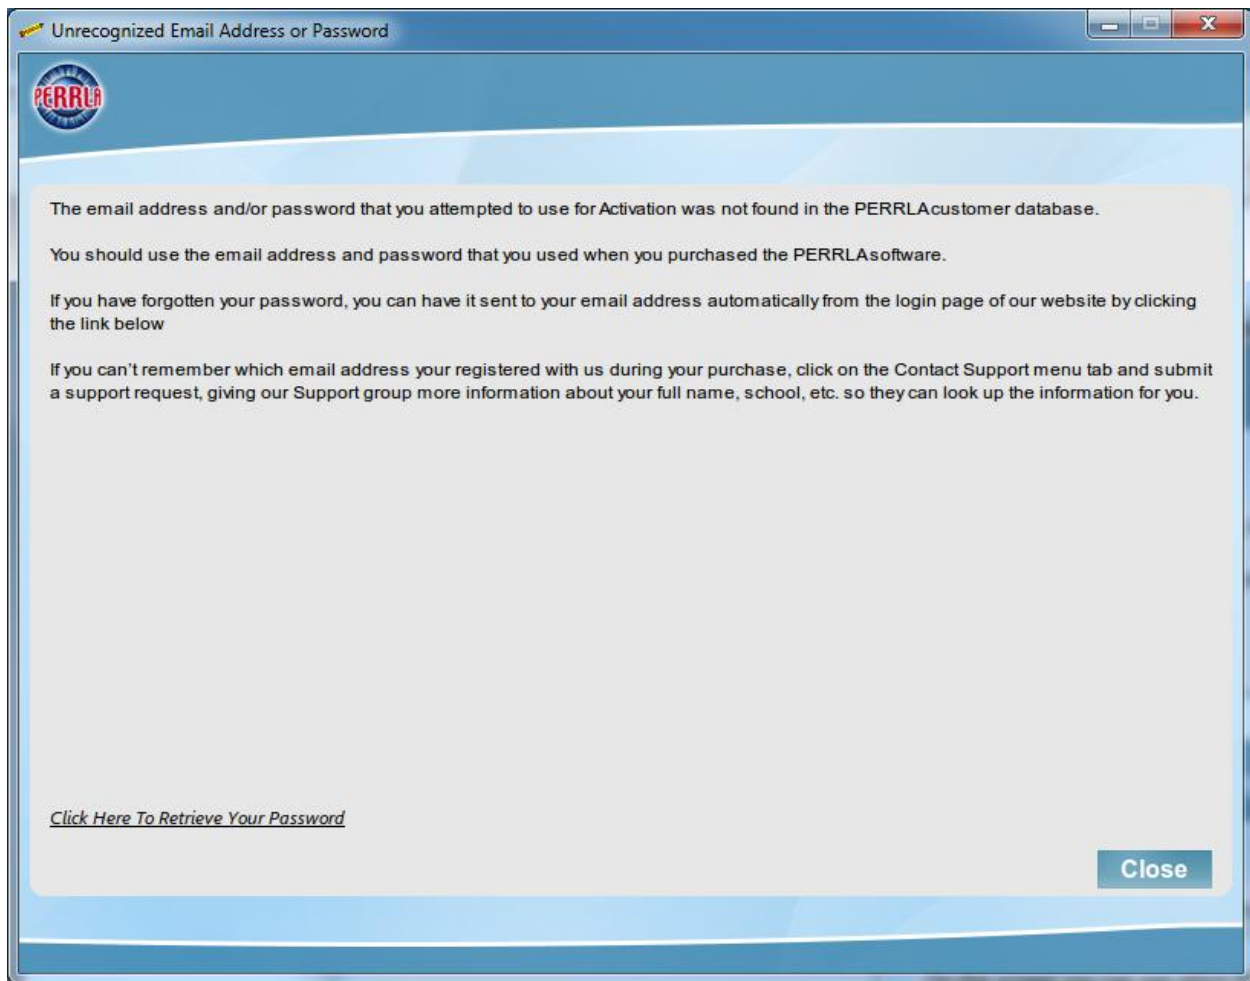 Unrecognized Email Address or Password
PERRLA
The email address and/or password that you attempted to use for Activation was not found in the PERRLA customer database.
You should use the email address and password that you used when you purchased the PERRLA software.
If you have forgotten your password, you can have it sent to your email address automatically from the login page of our website by clicking
the link below
If you can't remember which email address your registered with us during your purchase, click on the Contact Support menu tab and submit
a support request, giving our Support group more information about your full name, school, etc. so they can look up the information for you.
Click Here To Retrieve Your Password
Close